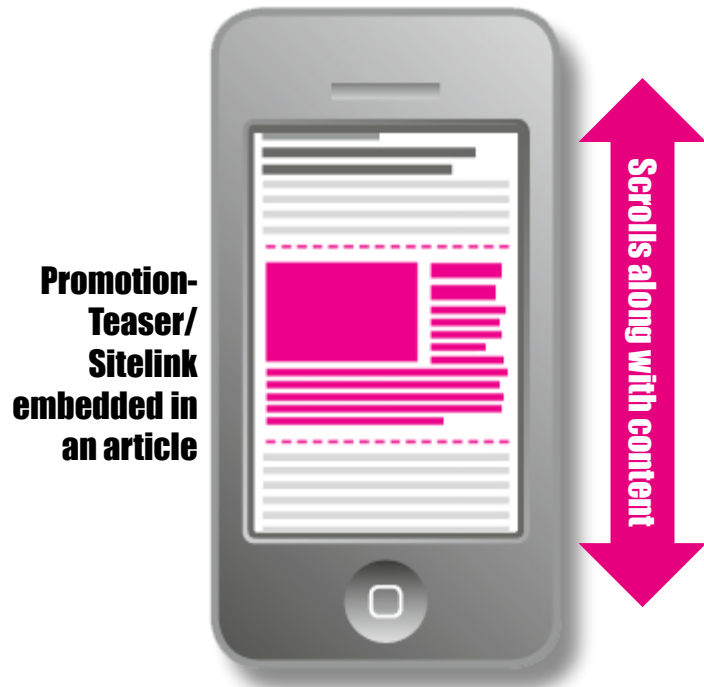 Promotion-
Teaser/
Sitelink
embedded in
an article
Scrolls along with content